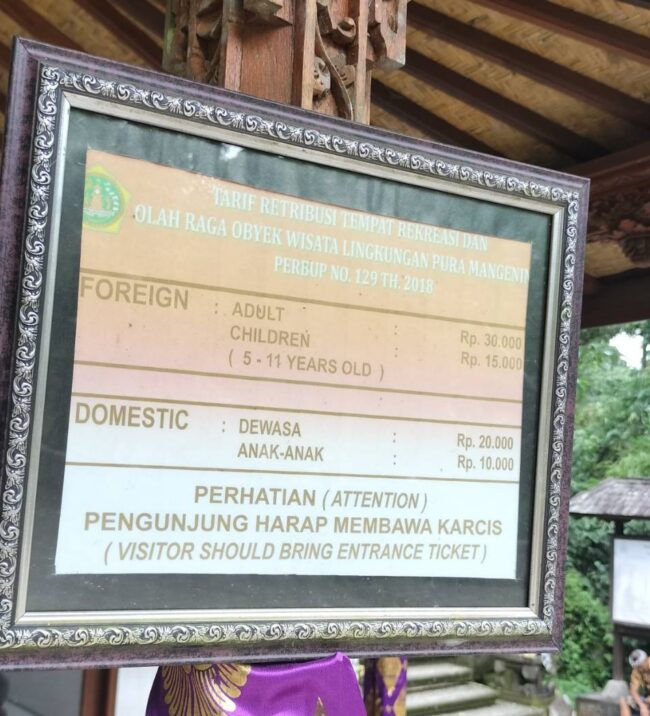 TARIF RETRIBUSI TEMPAT REKREASI DAN
OLAH RAGA OBYEK WISATA LINGKUNGAN PURA MANGENIN
PERBUP NO. 129 TH. 2018
FOREIGN : ADULT : Rp. 30.000
CHILDREN : Rp. 15.000
( 5 - 11 YEARS OLD )
DOMESTIC : DEWASA : Rp. 20.000
ANAK-ANAK : Rp. 10.000
PERHATIAN ( ATTENTION )
PENGUNJUNG HARAP MEMBAWA KARCIS
( VISITOR SHOULD BRING ENTRANCE TICKET )